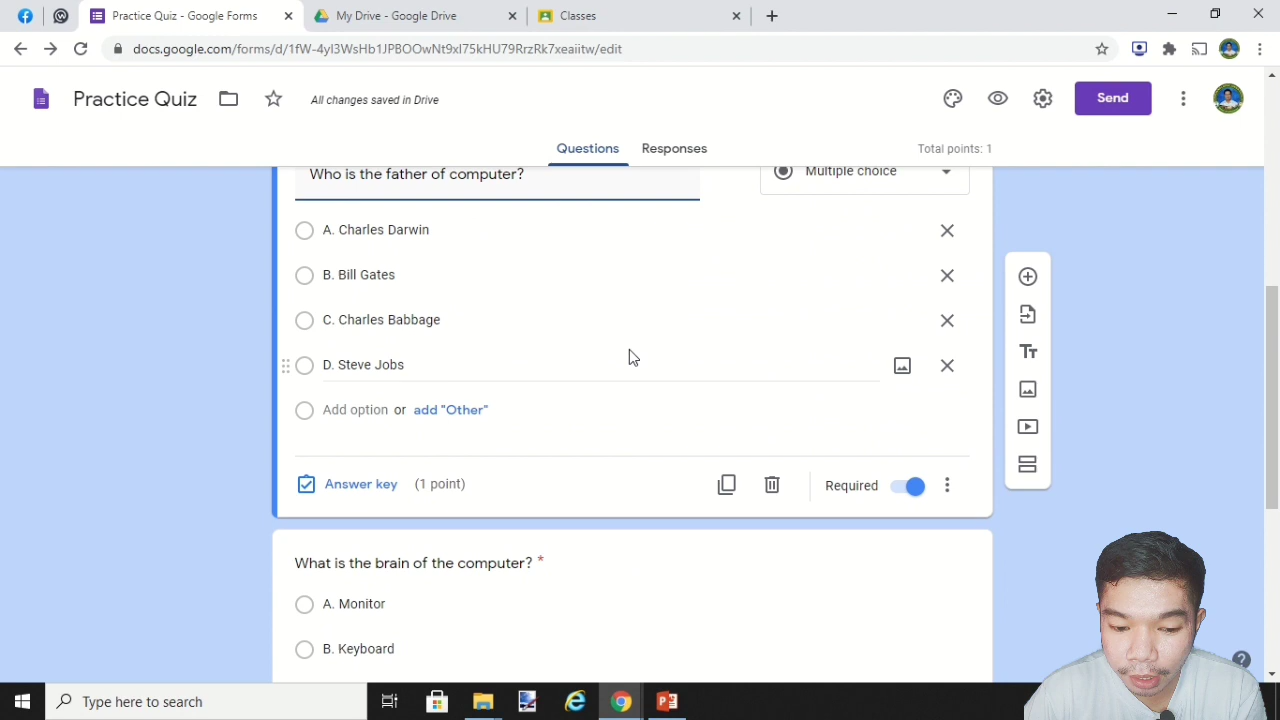 Practice Quiz - Google Forms
My Drive - Google Drive
Classes
docs.google.com/forms/d/1fW-4yl3WsHb1JPBOOwNt9xl75kHU79RrzRk7xeaiitw/edit
Practice Quiz
All changes saved in Drive
Send
Questions
Responses
Total points: 1
Who is the father of computer?
Multiple choice
A. Charles Darwin
B. Bill Gates
C. Charles Babbage
D. Steve Jobs
Add option or add "Other"
Answer key (1 point)
Required
What is the brain of the computer? *
A. Monitor
B. Keyboard
Type here to search